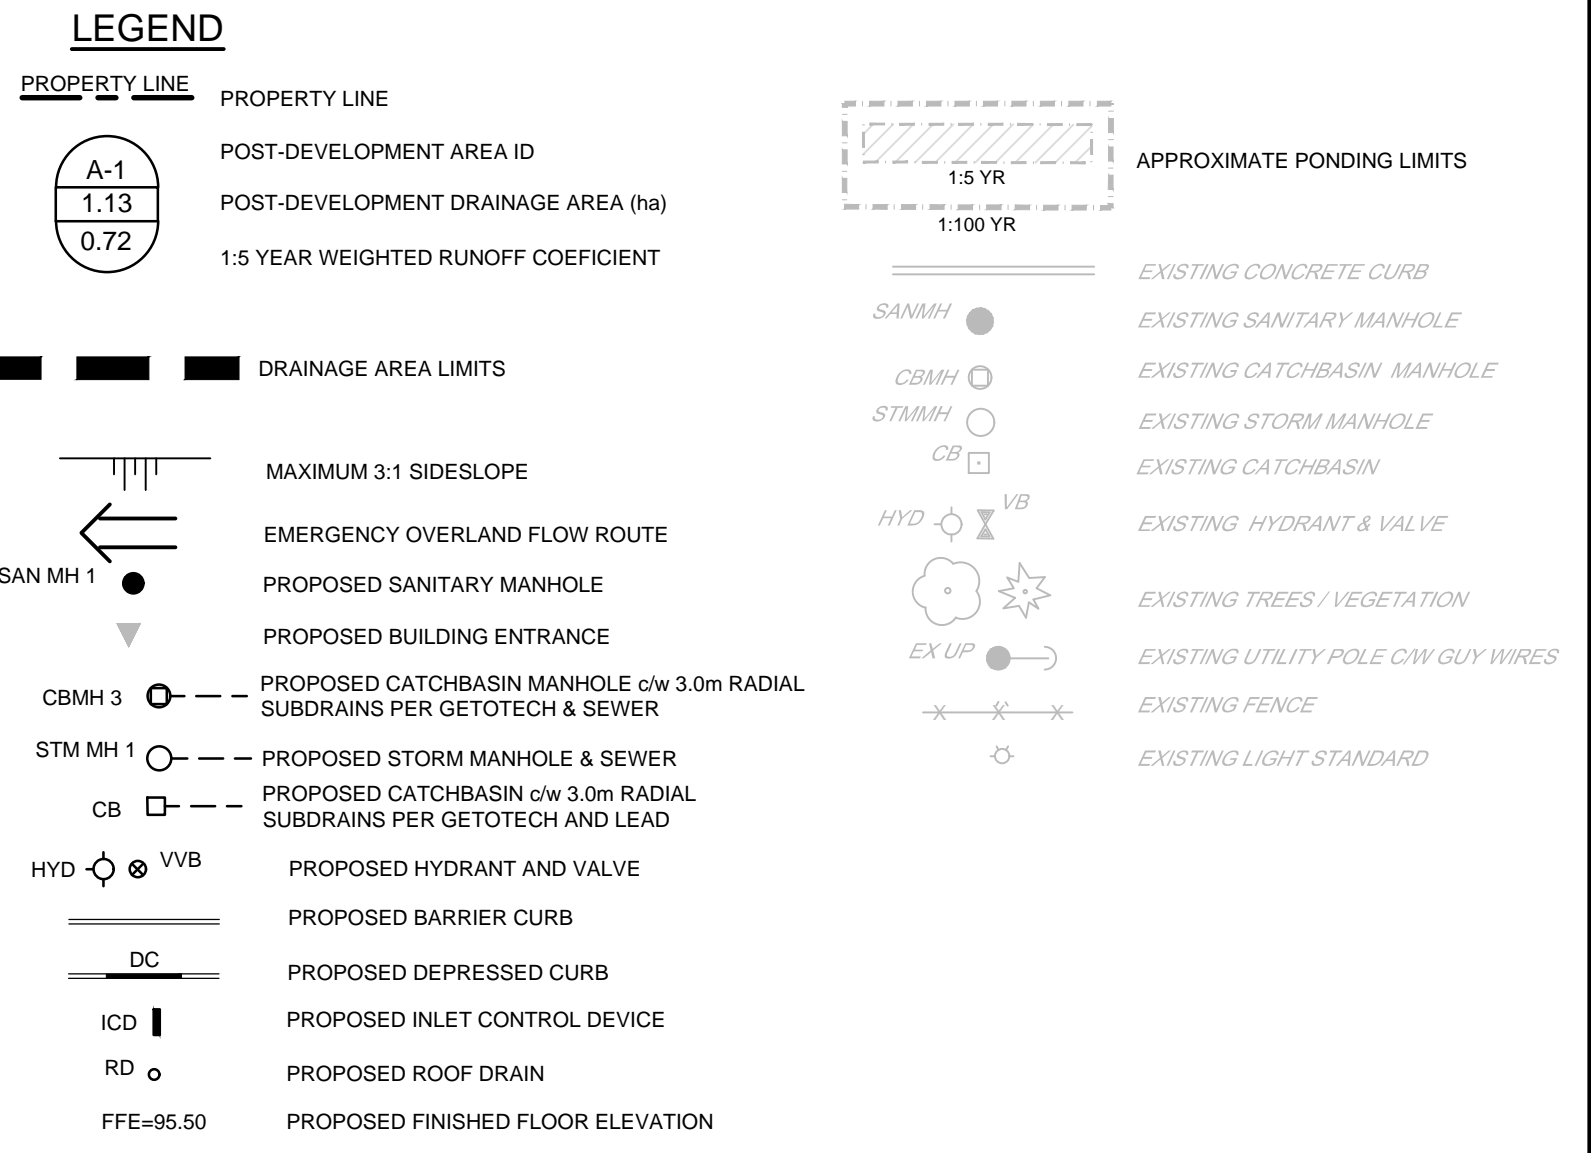 LEGEND
PROPERTY LINE
PROPERTY LINE
A-1
POST-DEVELOPMENT AREA ID
1.13
POST-DEVELOPMENT DRAINAGE AREA (ha)
0.72
1:5 YEAR WEIGHTED RUNOFF COEFICIENT
DRAINAGE AREA LIMITS
MAXIMUM 3:1 SIDESLOPE
EMERGENCY OVERLAND FLOW ROUTE
SAN MH 1
PROPOSED SANITARY MANHOLE
PROPOSED BUILDING ENTRANCE
CBMH 3
PROPOSED CATCHBASIN MANHOLE c/w 3.0m RADIAL
SUBDRAINS PER GETOTECH & SEWER
STM MH 1
PROPOSED STORM MANHOLE & SEWER
CB
PROPOSED CATCHBASIN c/w 3.0m RADIAL
SUBDRAINS PER GETOTECH AND LEAD
HYD
VVB
PROPOSED HYDRANT AND VALVE
PROPOSED BARRIER CURB
DC
PROPOSED DEPRESSED CURB
ICD
PROPOSED INLET CONTROL DEVICE
RD
PROPOSED ROOF DRAIN
FFE=95.50
PROPOSED FINISHED FLOOR ELEVATION
1:5 YR
1:100 YR
APPROXIMATE PONDING LIMITS
EXISTING CONCRETE CURB
SANMH
EXISTING SANITARY MANHOLE
CBMH
EXISTING CATCHBASIN MANHOLE
STMMH
EXISTING STORM MANHOLE
CB
EXISTING CATCHBASIN
HYD
VB
EXISTING HYDRANT & VALVE
EXISTING TREES / VEGETATION
EX UP
EXISTING UTILITY POLE C/W GUY WIRES
EXISTING FENCE
EXISTING LIGHT STANDARD